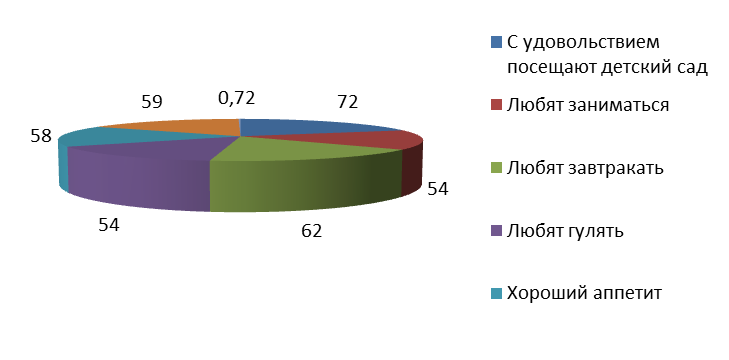 59
0,72
72
58
54
54
62
С удовольствием
посещают детский сад
Любят заниматься
Любят завтракать
Любят гулять
Хороший аппетит